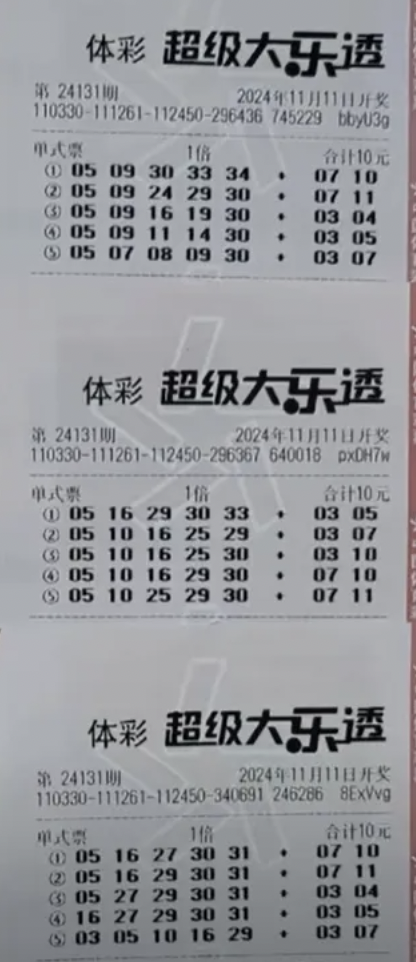 体彩 超级大乐透
第 24131期 2024年11月11日开奖
110330-111261-112450-296436 745229 bbyU3g
单式票 1倍 合计10元
① 05 09 30 33 34 + 07 10
② 05 09 24 29 30 + 07 11
③ 05 09 16 19 30 + 03 04
④ 05 09 11 14 30 + 03 05
⑤ 05 07 08 09 30 + 03 07
体彩 超级大乐透
第 24131期 2024年11月11日开奖
110330-111261-112450-296367 640018 pxDH7w
单式票 1倍 合计10元
① 05 16 29 30 33 + 03 05
② 05 10 16 25 29 + 03 07
③ 05 10 16 25 30 + 03 10
④ 05 10 16 29 30 + 07 10
⑤ 05 10 25 29 30 + 07 11
体彩 超级大乐透
第 24131期 2024年11月11日开奖
110330-111261-112450-340691 246286 8ExVvg
单式票 1倍 合计10元
① 05 16 27 30 31 + 07 10
② 05 16 29 30 31 + 07 11
③ 05 27 29 30 31 + 03 04
④ 16 27 29 30 31 + 03 05
⑤ 03 05 10 16 29 + 03 07